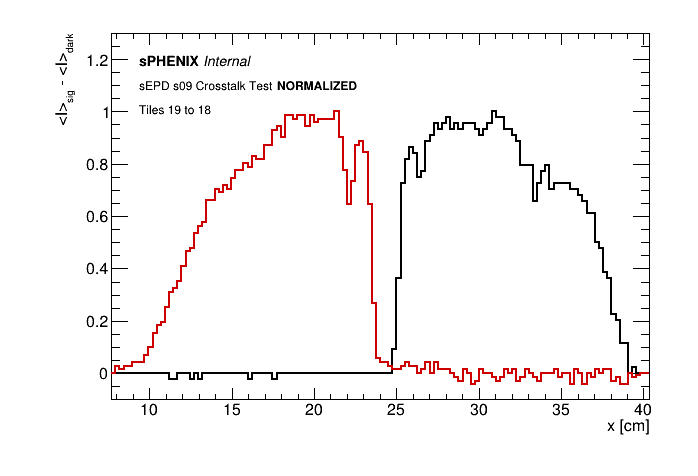 <I>sig - <I>dark
sPHENIX Internal
sEPD s09 Crosstalk Test NORMALIZED
Tiles 19 to 18
1.2
1
0.8
0.6
0.4
0.2
0
10 15 20 25 30 35 40
x [cm]